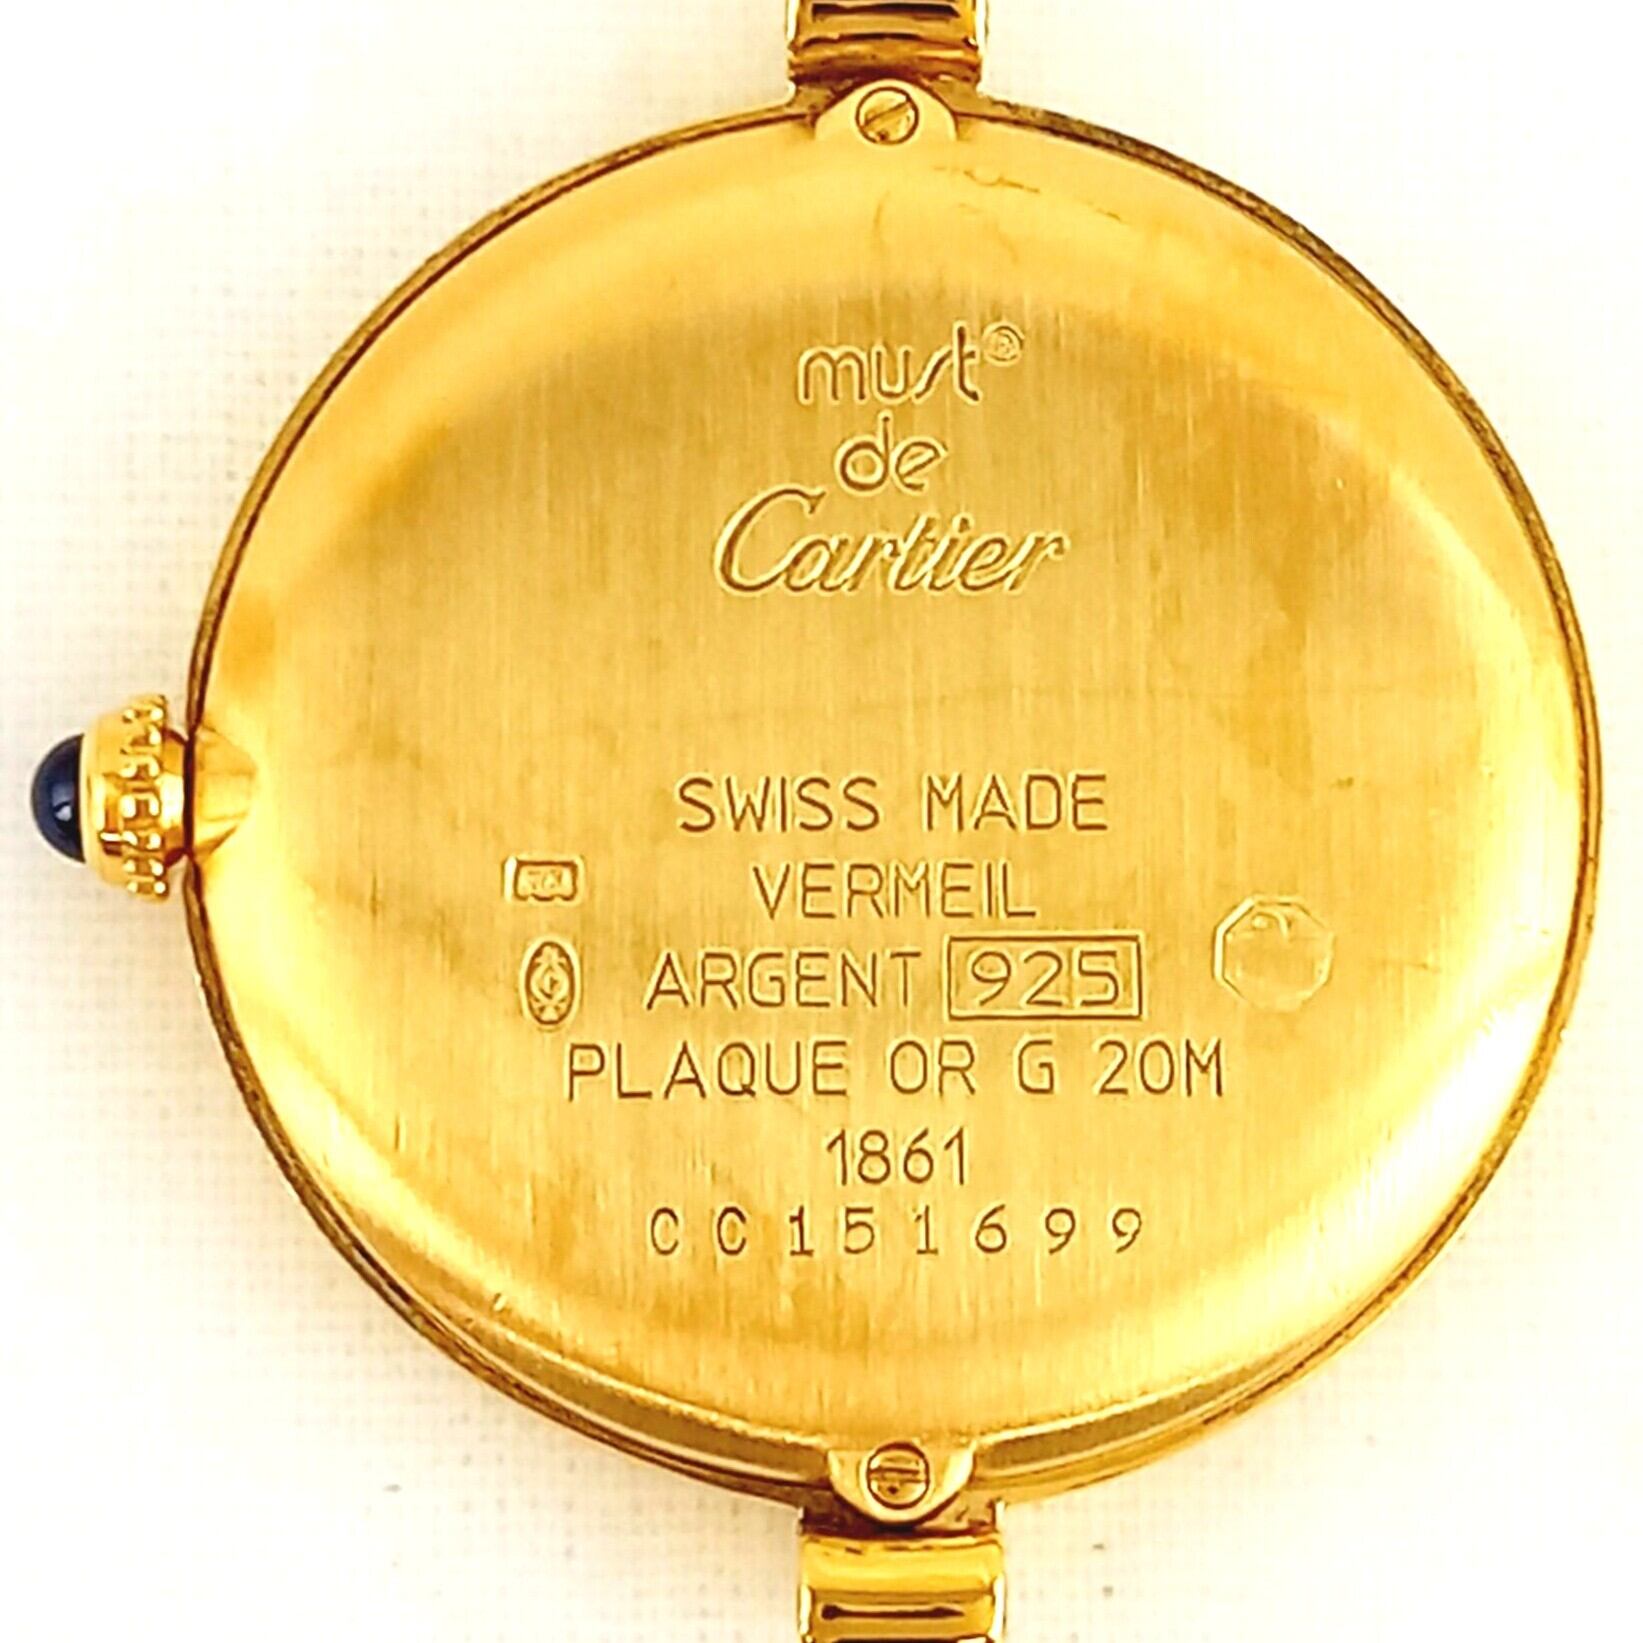 must®
de
Cartier
SWISS MADE
VERMEIL
ARGENT 925
PLAQUE OR G 20M
1861
CC151699